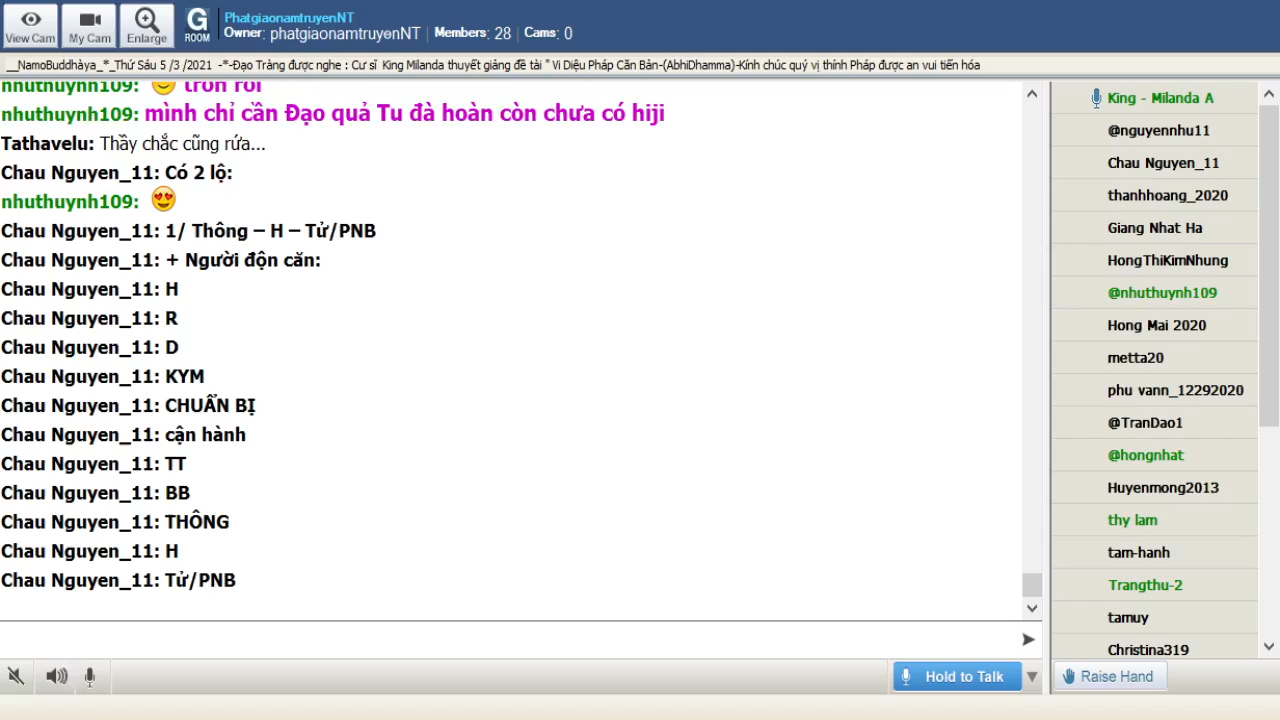 View Cam
My Cam
Enlarge
G
ROOM
PhatgiaonamtruyenNT
Owner: phatgiaonamtruyenNT | Members: 28 | Cams: 0
__NamoBuddhàya_*_Thứ Sáu 5 /3 /2021 -*-Đạo Tràng được nghe : Cư sĩ King Milanda thuyết giảng đề tài " Vi Diệu Pháp Căn Bản-(AbhiDhamma)-Kính chúc quý vị thính Pháp được an vui tiến hóa
nhuthuynh109: tròn rồi
nhuthuynh109: mình chỉ cần Đạo quả Tu đà hoàn còn chưa có hiji
Tathavelu: Thầy chắc cũng rứa...
Chau Nguyen_11: Có 2 lộ:
nhuthuynh109:
Chau Nguyen_11: 1/ Thông – H – Tử/PNB
Chau Nguyen_11: + Người độn căn:
Chau Nguyen_11: H
Chau Nguyen_11: R
Chau Nguyen_11: D
Chau Nguyen_11: KYM
Chau Nguyen_11: CHUẨN BỊ
Chau Nguyen_11: cận hành
Chau Nguyen_11: TT
Chau Nguyen_11: BB
Chau Nguyen_11: THÔNG
Chau Nguyen_11: H
Chau Nguyen_11: Tử/PNB
Hold to Talk
King - Milanda A
@nguyennhu11
Chau Nguyen_11
thanhhoang_2020
Giang Nhat Ha
HongThiKimNhung
@nhuthuynh109
Hong Mai 2020
metta20
phu vann_12292020
@TranDao1
@hongnhat
Huyenmong2013
thy lam
tam-hanh
Trangthu-2
tamuy
Christina319
Raise Hand